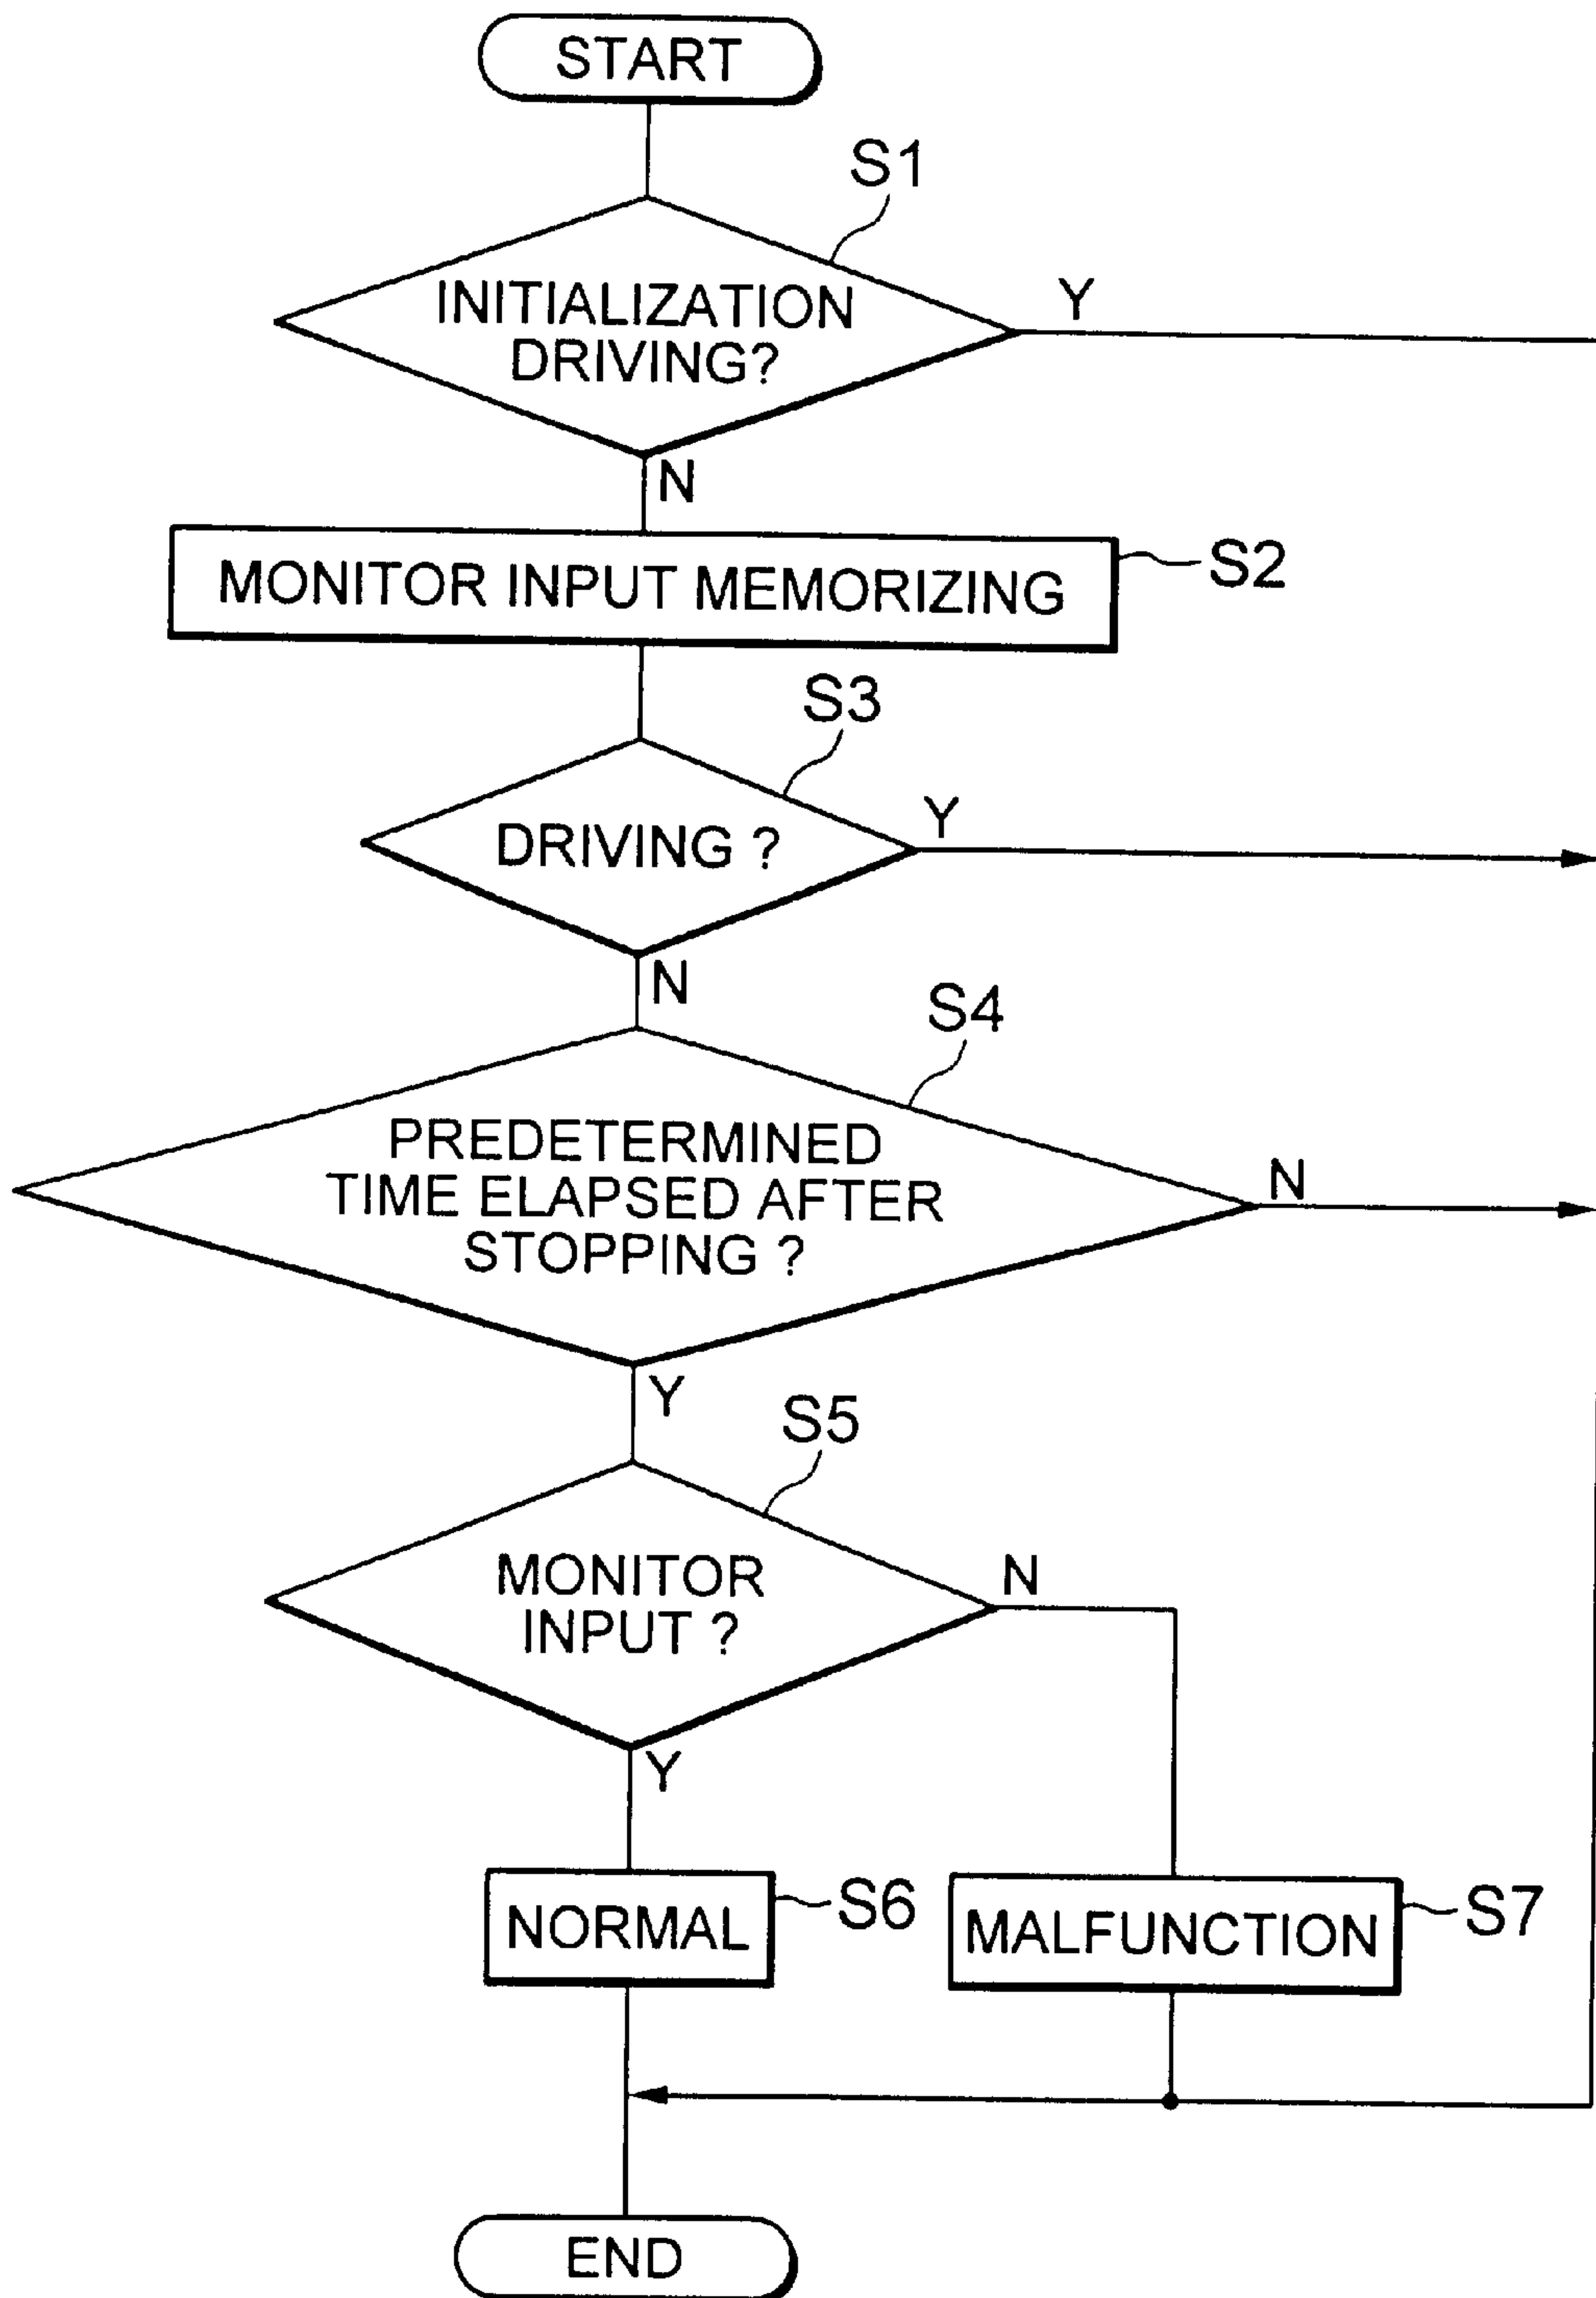 START
S1
INITIALIZATION
DRIVING?
Y
N
MONITOR INPUT MEMORIZING
S2
S3
DRIVING ?
Y
N
S4
PREDETERMINED
TIME ELAPSED AFTER
STOPPING ?
N
Y
S5
MONITOR
INPUT ?
N
Y
NORMAL
S6
MALFUNCTION
S7
END